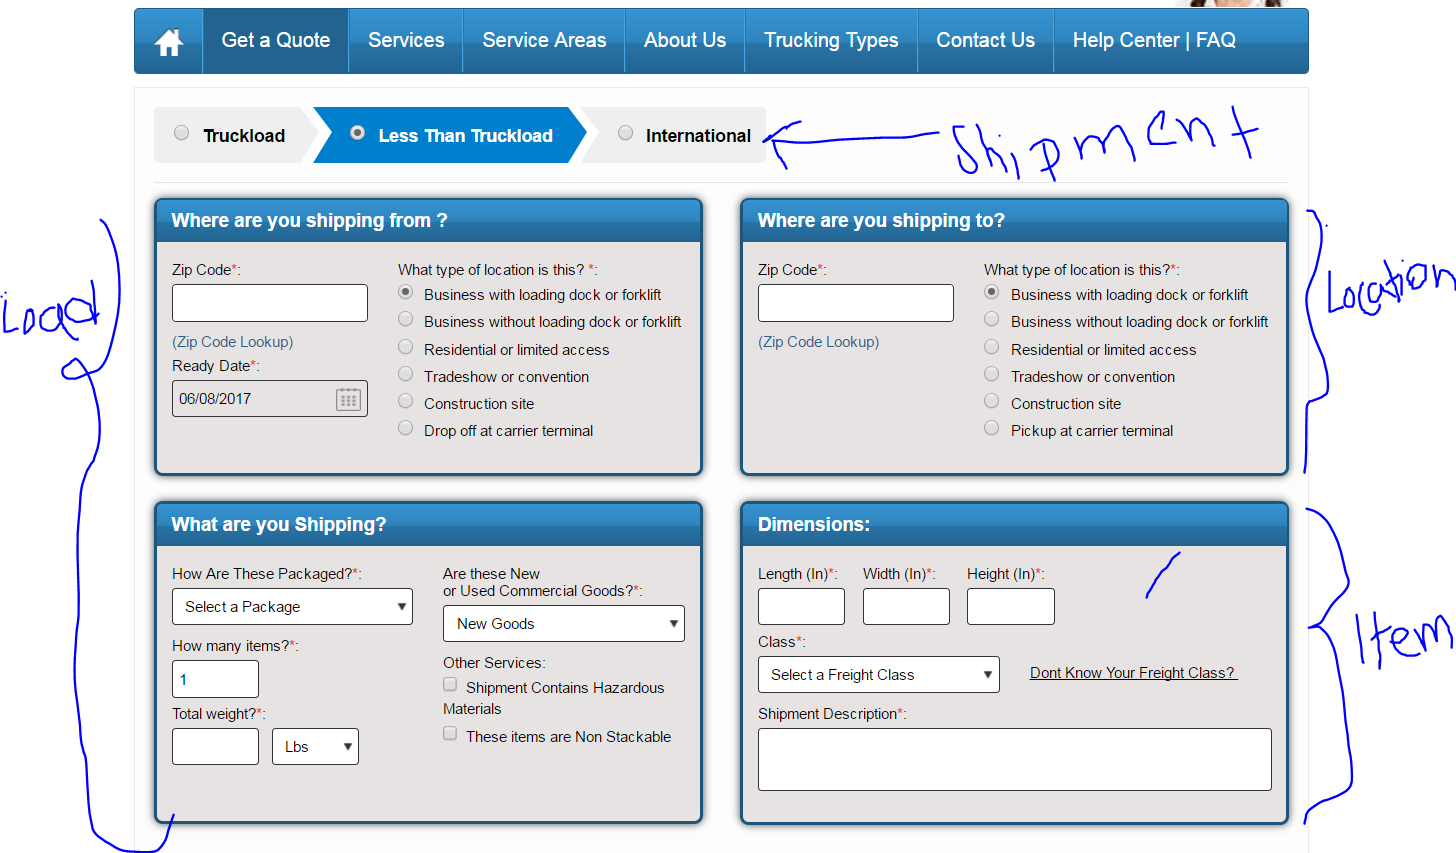 Get a Quote Services Service Areas About Us Trucking Types Contact Us Help Center | FAQ
Truckload Less Than Truckload International
Shipment
Where are you shipping from ?
Zip Code*:
(Zip Code Lookup)
Ready Date*:
06/08/2017
What type of location is this? *:
Business with loading dock or forklift
Business without loading dock or forklift
Residential or limited access
Tradeshow or convention
Construction site
Drop off at carrier terminal
Where are you shipping to?
Zip Code*:
(Zip Code Lookup)
What type of location is this?*:
Business with loading dock or forklift
Business without loading dock or forklift
Residential or limited access
Tradeshow or convention
Construction site
Pickup at carrier terminal
Load
Location
What are you Shipping?
How Are These Packaged?*:
Select a Package
How many items?*:
1
Total weight?*:
Lbs
Are these New
or Used Commercial Goods?*:
New Goods
Other Services:
Shipment Contains Hazardous
Materials
These items are Non Stackable
Dimensions:
Length (In)*: Width (In)*: Height (In)*:
Class*:
Select a Freight Class
Dont Know Your Freight Class?
Shipment Description*:
Item